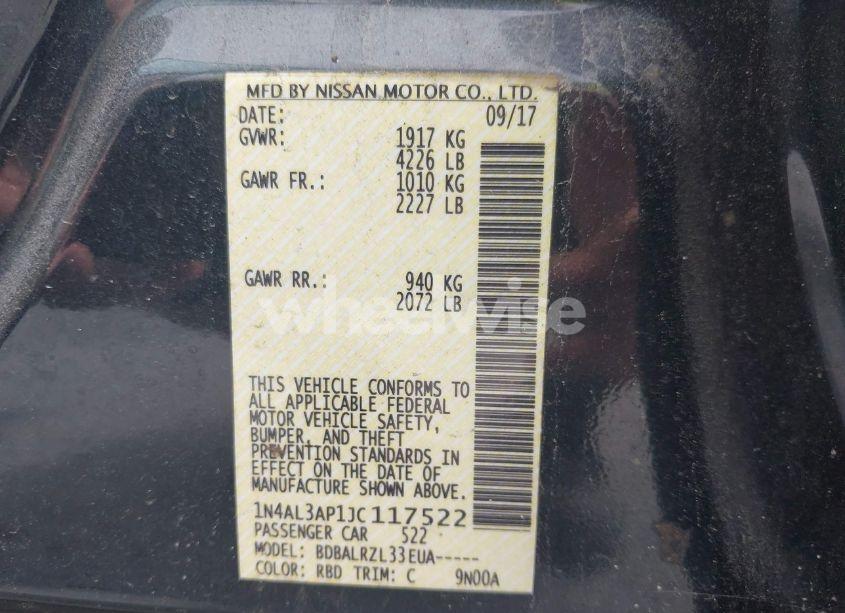 MFD BY NISSAN MOTOR CO., LTD.
DATE: 09/17
GVWR: 1917 KG
4226 LB
GAWR FR.: 1010 KG
2227 LB
GAWR RR.: 940 KG
2072 LB
wheelwise
THIS VEHICLE CONFORMS TO
ALL APPLICABLE FEDERAL
MOTOR VEHICLE SAFETY,
BUMPER, AND THEFT
PREVENTION STANDARDS IN
EFFECT ON THE DATE OF
MANUFACTURE SHOWN ABOVE.
1N4AL3AP1JC117522
PASSENGER CAR 522
MODEL: BDBALRZL33EUA-----
COLOR: RBD TRIM: C 9N00A